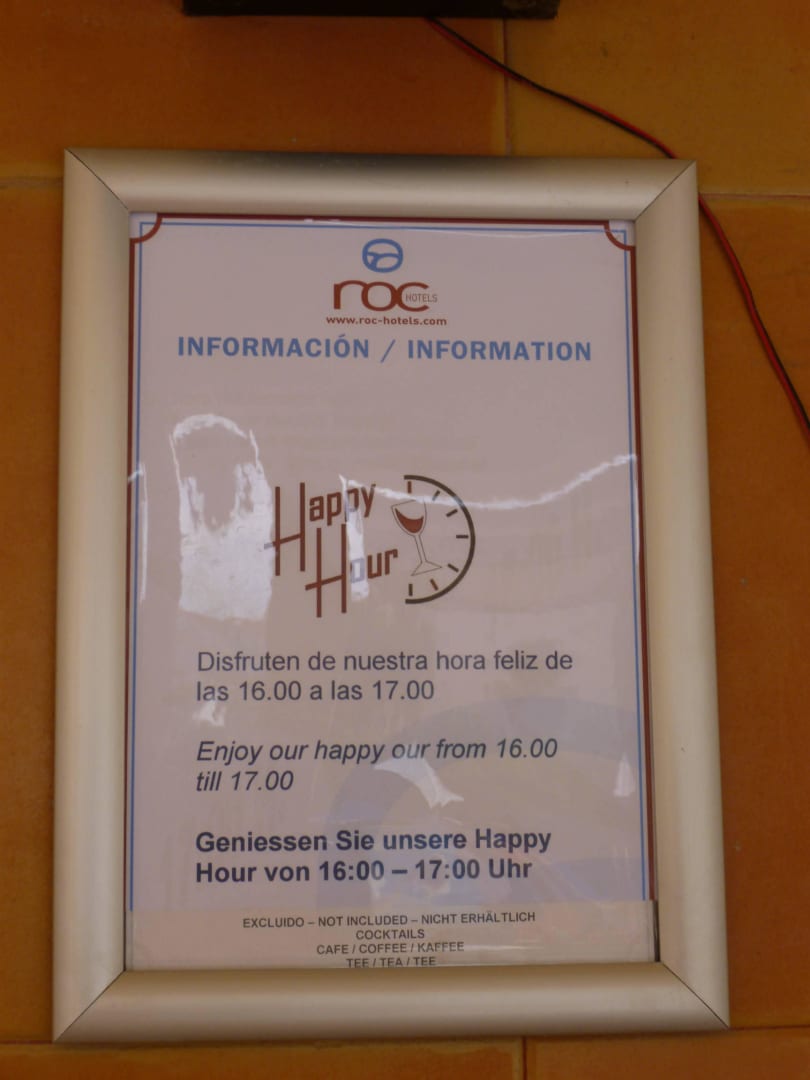 roc HOTELS
www.roc-hotels.com
INFORMACIÓN / INFORMATION
Happy
Hour
Disfruten de nuestra hora feliz de
las 16.00 a las 17.00
Enjoy our happy our from 16.00
till 17.00
Geniessen Sie unsere Happy
Hour von 16:00 – 17:00 Uhr
EXCLUIDO – NOT INCLUDED – NICHT ERHÄLTLICH
COCKTAILS
CAFE / COFFEE / KAFFEE
TEE / TEA / TEE